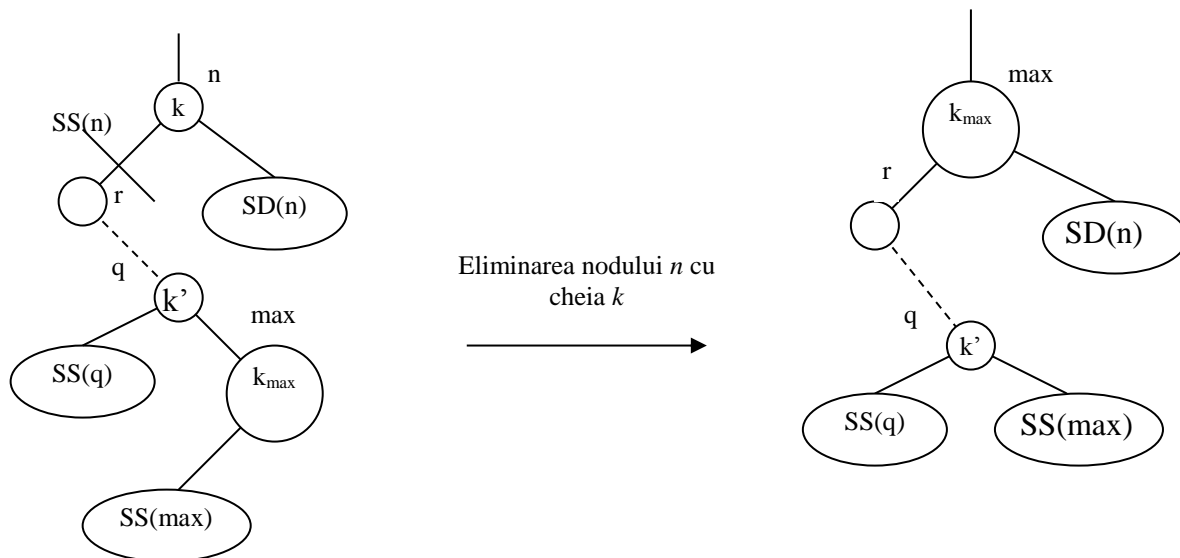 n
k
SS(n)
r
SD(n)
q
k’
max
SS(q)
kmax
SS(max)
Eliminarea nodului n cu
cheia k
max
kmax
r
SD(n)
q
k’
SS(q)
SS(max)